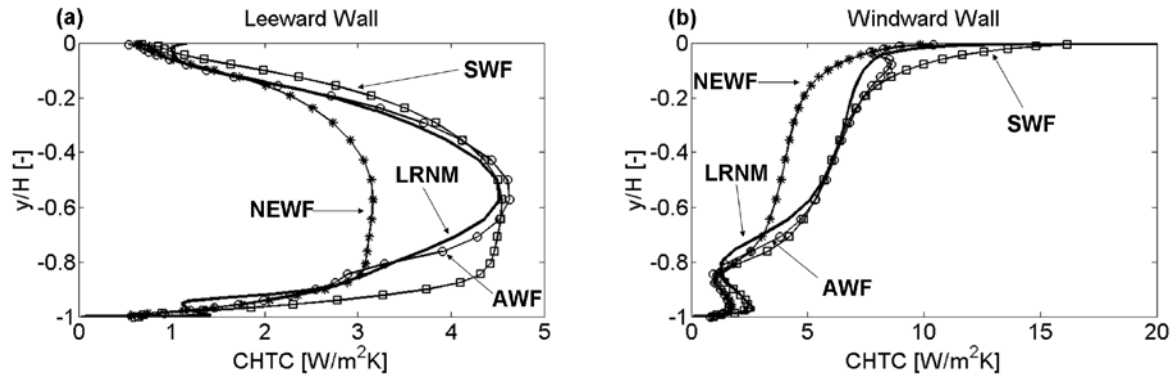 (a) Leeward Wall
0
-0.2
-0.4
-0.6
-0.8
-1
y/H [-]
SWF
LRNM
NEWF
AWF
0 1 2 3 4 5
CHTC [W/m²K]
(b) Windward Wall
0
-0.2
-0.4
-0.6
-0.8
-1
y/H [-]
NEWF
SWF
LRNM
AWF
0 5 10 15 20
CHTC [W/m²K]